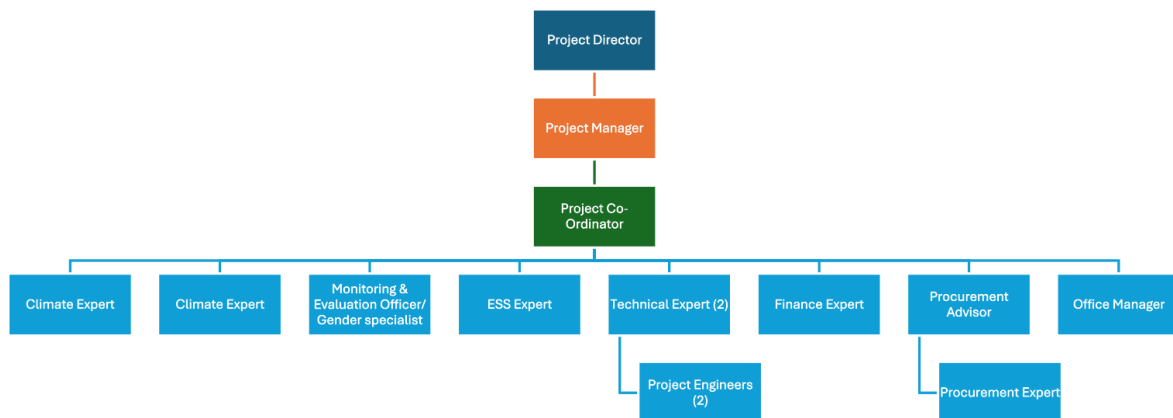 Project Director
Project Manager
Project Co-
Ordinator
Climate Expert
Climate Expert
Monitoring &
Evaluation Officer/
Gender specialist
ESS Expert
Technical Expert (2)
Finance Expert
Procurement
Advisor
Office Manager
Project Engineers
(2)
Procurement Expert